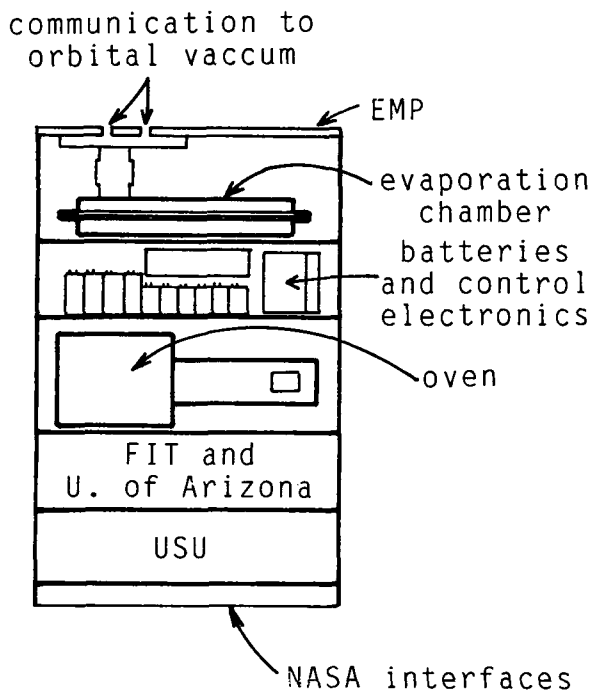 communication to
orbital vaccum
EMP
evaporation
chamber
batteries
and control
electronics
oven
FIT and
U. of Arizona
USU
NASA interfaces